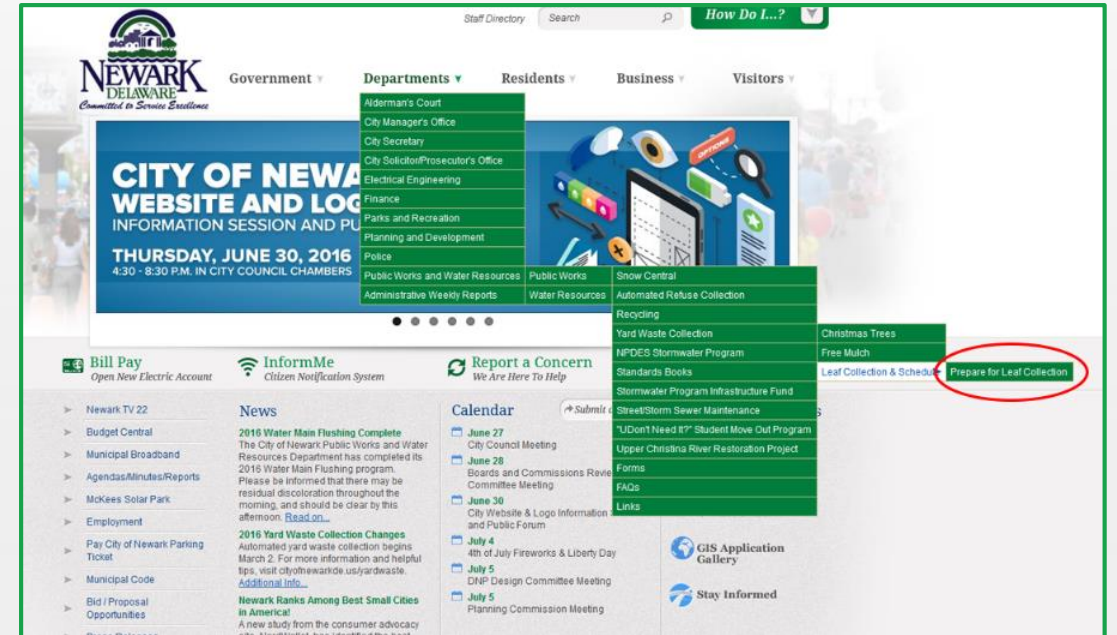 Staff Directory
Search
How Do I...?
NEWARK
DELAWARE
Committed to Service Excellence
Government
Departments
Residents
Business
Visitors
Alderman's Court
City Manager's Office
City Secretary
City Solicitor/Prosecutor's Office
Electrical Engineering
Finance
Parks and Recreation
Planning and Development
Police
Public Works and Water Resources
Administrative Weekly Reports
Public Works
Water Resources
Snow Central
Automated Refuse Collection
Recycling
Yard Waste Collection
NPDES Stormwater Program
Standards Books
Stormwater Program Infrastructure Fund
Street/Storm Sewer Maintenance
"UDon't Need It?" Student Move Out Program
Upper Christina River Restoration Project
Forms
FAQs
Links
Christmas Trees
Free Mulch
Leaf Collection & Schedule
Prepare for Leaf Collection
CITY OF NEWA
WEBSITE AND LOG
INFORMATION SESSION AND PU
THURSDAY, JUNE 30, 2016
4:30 - 8:30 P.M. IN CITY COUNCIL CHAMBERS
OPTIONS
Bill Pay
Open New Electric Account
InformMe
Citizen Notification System
Report a Concern
We Are Here To Help
Newark TV 22
Budget Central
Municipal Broadband
Agendas/Minutes/Reports
McKees Solar Park
Employment
Pay City of Newark Parking
Ticket
Municipal Code
Bid / Proposal
Opportunities
News
2016 Water Main Flushing Complete
The City of Newark Public Works and Water
Resources Department has completed its
2016 Water Main Flushing program.
Please be informed that there may be
residual discoloration throughout the
morning, and should be clear by this
afternoon. Read on...
2016 Yard Waste Collection Changes
Automated yard waste collection begins
March 2. For more information and helpful
tips, visit cityofnewarkde.us/yardwaste.
Additional Info...
Newark Ranks Among Best Small Cities
in America!
A new study from the consumer advocacy
Calendar
Submit
June 27
City Council Meeting
June 28
Boards and Commissions Revie
Committee Meeting
June 30
City Website & Logo Information
and Public Forum
July 4
4th of July Fireworks & Liberty Day
July 5
DNP Design Committee Meeting
July 5
Planning Commission Meeting
GIS Application
Gallery
Stay Informed